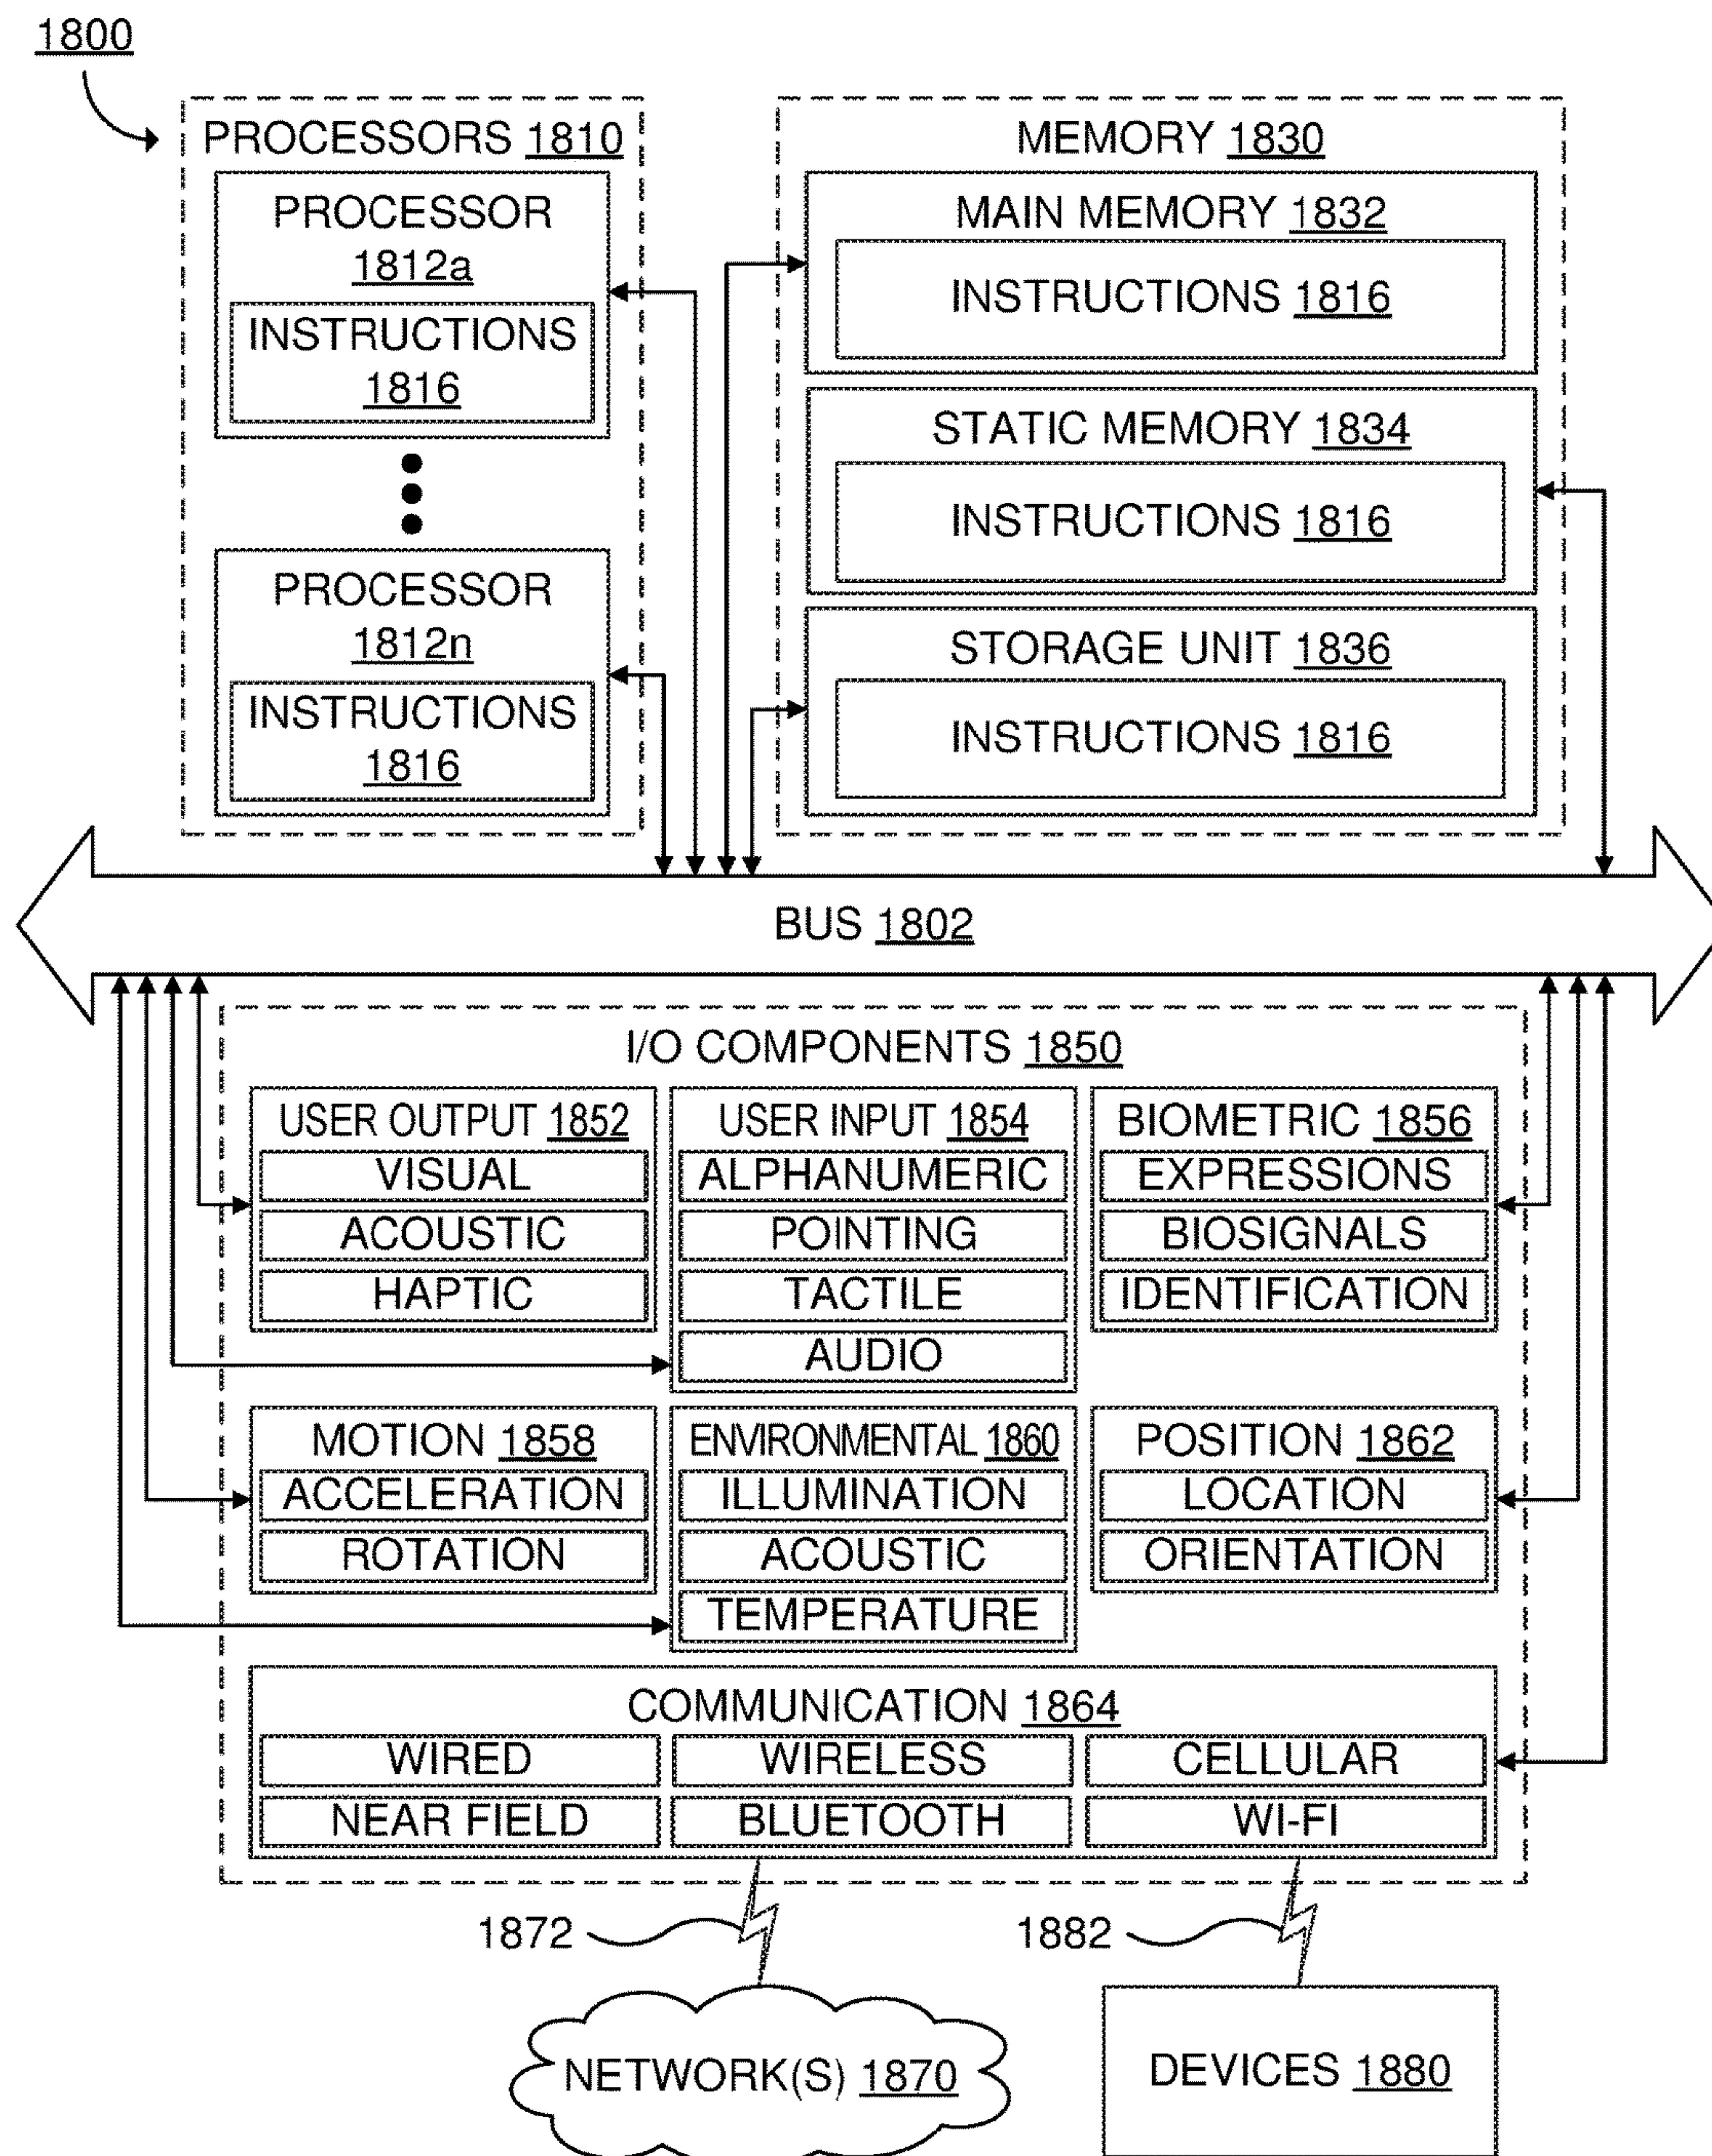 1800
PROCESSORS 1810
PROCESSOR
1812a
INSTRUCTIONS
1816
PROCESSOR
1812n
INSTRUCTIONS
1816
MEMORY 1830
MAIN MEMORY 1832
INSTRUCTIONS 1816
STATIC MEMORY 1834
INSTRUCTIONS 1816
STORAGE UNIT 1836
INSTRUCTIONS 1816
BUS 1802
I/O COMPONENTS 1850
USER OUTPUT 1852
VISUAL
ACOUSTIC
HAPTIC
USER INPUT 1854
ALPHANUMERIC
POINTING
TACTILE
AUDIO
BIOMETRIC 1856
EXPRESSIONS
BIOSIGNALS
IDENTIFICATION
MOTION 1858
ACCELERATION
ROTATION
ENVIRONMENTAL 1860
ILLUMINATION
ACOUSTIC
TEMPERATURE
POSITION 1862
LOCATION
ORIENTATION
COMMUNICATION 1864
WIRED
WIRELESS
CELLULAR
NEAR FIELD
BLUETOOTH
WI-FI
1872
1882
NETWORK(S) 1870
DEVICES 1880